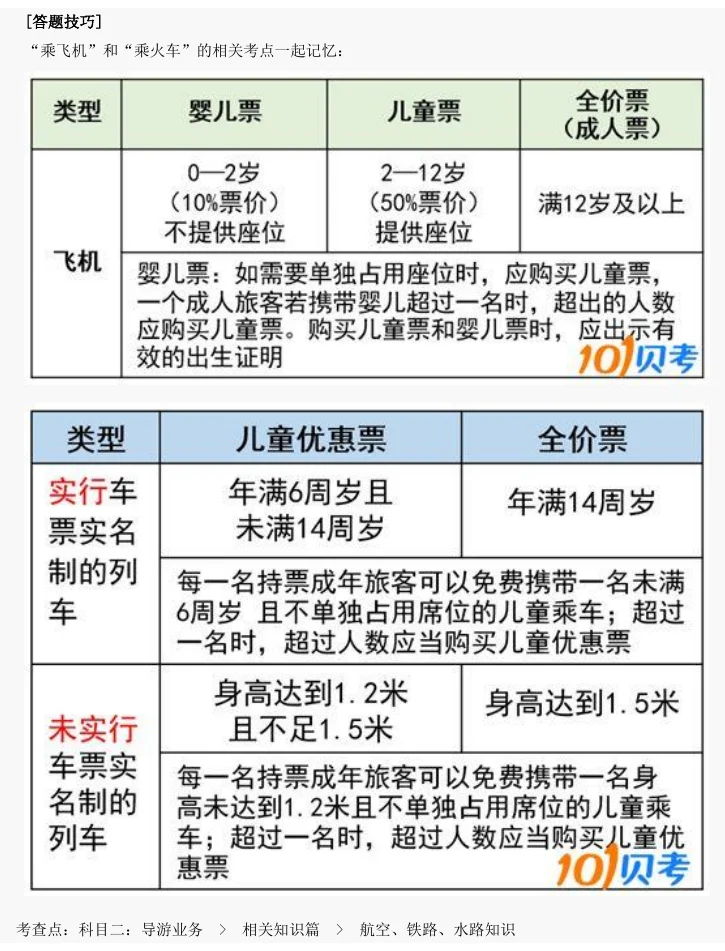 [答题技巧]
“乘飞机”和“乘火车”的相关考点一起记忆：
类型
婴儿票
儿童票
全价票
（成人票）
飞机
0—2岁
（10%票价）
不提供座位
2—12岁
（50%票价）
提供座位
满12岁及以上
婴儿票：如需要单独占用座位时，应购买儿童票，
一个成人旅客若携带婴儿超过一名时，超出的人数
应购买儿童票。购买儿童票和婴儿票时，应出示有
效的出生证明
101贝考
类型
儿童优惠票
全价票
实行车
票实名
制的列
车
年满6周岁且
未满14周岁
年满14周岁
每一名持票成年旅客可以免费携带一名未满
6周岁 且不单独占用席位的儿童乘车；超过
一名时，超过人数应当购买儿童优惠票
未实行
车票实
名制的
列车
身高达到1.2米
且不足1.5米
身高达到1.5米
每一名持票成年旅客可以免费携带一名身
高未达到1.2米且不单独占用席位的儿童乘
车；超过一名时，超过人数应当购买儿童优
惠票
101贝考
考查点：科目二：导游业务 > 相关知识篇 > 航空、铁路、水路知识